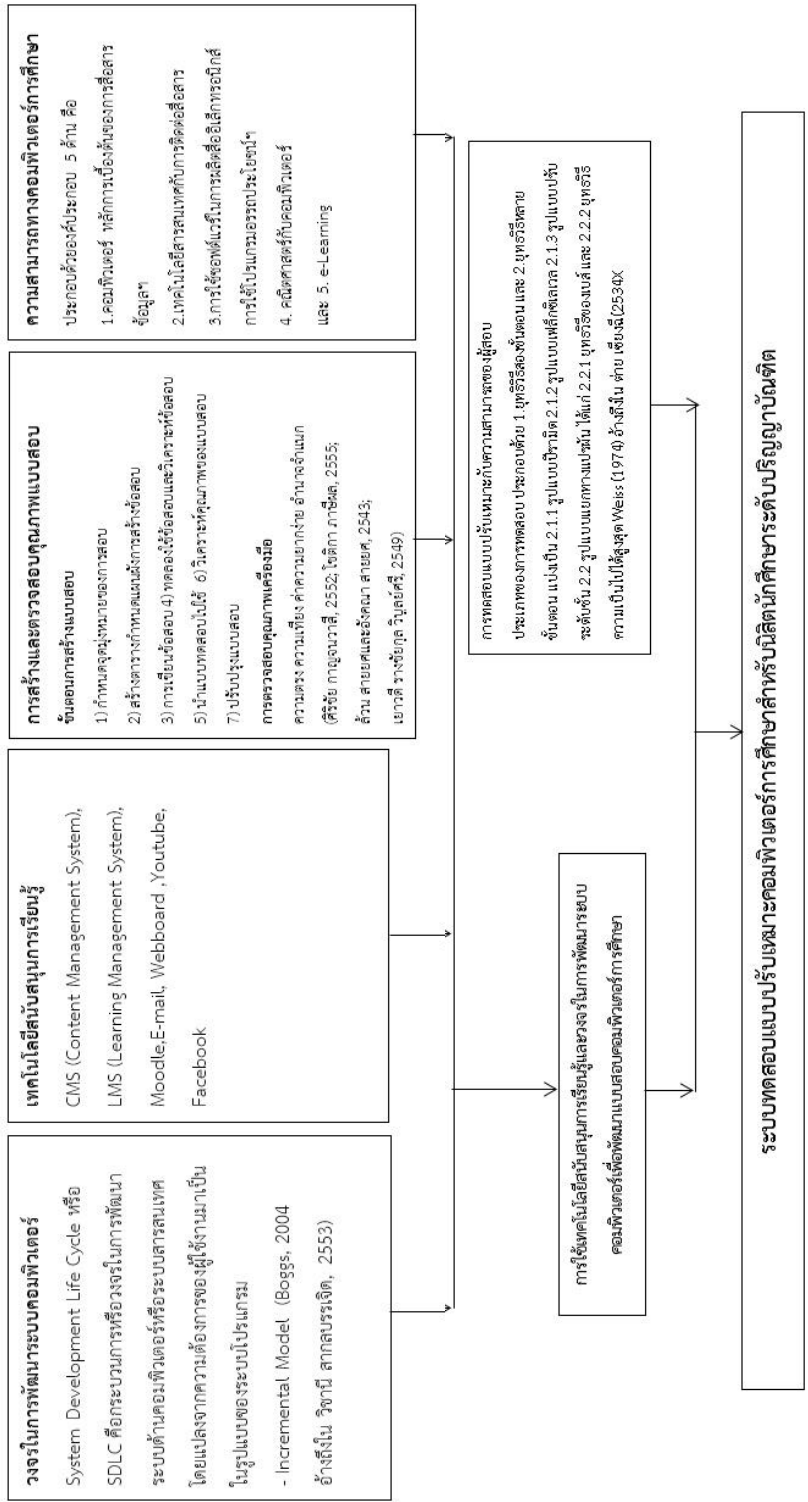 วงจรในการพัฒนาระบบคอมพิวเตอร์
System Development Life Cycle หรือ
SDLC คือกระบวนการหรือวงจรในการพัฒนา
ระบบด้านคอมพิวเตอร์หรือระบบสารสนเทศ
โดยแปลงจากความต้องการของผู้ใช้งานมาเป็น
ในรูปแบบของระบบโปรแกรม
- Incremental Model (Boggs, 2004
อ้างถึงใน วิชานี สากลบรรเจิด, 2553)
เทคโนโลยีสนับสนุนการเรียนรู้
CMS (Content Management System),
LMS (Learning Management System),
Moodle,E-mail, Webboard ,Youtube,
Facebook
การสร้างและตรวจสอบคุณภาพแบบสอบ
ขั้นตอนการสร้างแบบสอบ
1) กำหนดจุดมุ่งหมายของการสอบ
2) สร้างตารางกำหนดแผนผังการสร้างข้อสอบ
3) การเขียนข้อสอบ 4) ทดลองใช้ข้อสอบและวิเคราะห์ข้อสอบ
5) นำแบบทดสอบไปใช้ 6) วิเคราะห์คุณภาพของแบบสอบ
7) ปรับปรุงแบบสอบ
การตรวจสอบคุณภาพเครื่องมือ
ความตรง ความเที่ยง ค่าความยากง่าย อำนาจจำแนก
(ศิริชัย กาญจนวาสี, 2552; โชติกา ภาษีผล, 2555;
ล้วน สายยศและอังคณา สายยศ, 2543;
เยาวดี รางชัยกุล วิบูลย์ศรี, 2549)
ความสามารถทางคอมพิวเตอร์การศึกษา
ประกอบด้วยองค์ประกอบ 5 ด้าน คือ
1.คอมพิวเตอร์ หลักการเบื้องต้นของการสื่อสาร
ข้อมูลฯ
2.เทคโนโลยีสารสนเทศกับการติดต่อสื่อสาร
3.การใช้ซอฟต์แวร์ในการผลิตสื่ออิเล็กทรอนิกส์
การใช้โปรแกรมอรรถประโยชน์ฯ
4. คณิตศาสตร์กับคอมพิวเตอร์
และ 5. e-Learning
การใช้เทคโนโลยีสนับสนุนการเรียนรู้และวงจรในการพัฒนาระบบ
คอมพิวเตอร์เพื่อพัฒนาแบบสอบคอมพิวเตอร์การศึกษา
การทดสอบแบบปรับเหมาะกับความสามารถของผู้สอบ
ประเภทของการทดสอบ ประกอบด้วย 1.ยุทธวิธีสองขั้นตอน และ 2.ยุทธวิธีหลาย
ขั้นตอน แบ่งเป็น 2.1.1 รูปแบบปิรามิด 2.1.2 รูปแบบเฟล็กซิเลเวล 2.1.3 รูปแบบปรับ
ระดับชั้น 2.2 รูปแบบแยกทางแปรผัน ได้แก่ 2.2.1 ยุทธวิธีของเบส์ และ 2.2.2 ยุทธวิธี
ความเป็นไปได้สูงสุด Weiss (1974) อ้างถึงใน ต่าย เซี่ยงฉี(2534X
ระบบทดสอบแบบปรับเหมาะคอมพิวเตอร์การศึกษาสำหรับนิสิตนักศึกษาระดับปริญญาบัณฑิต